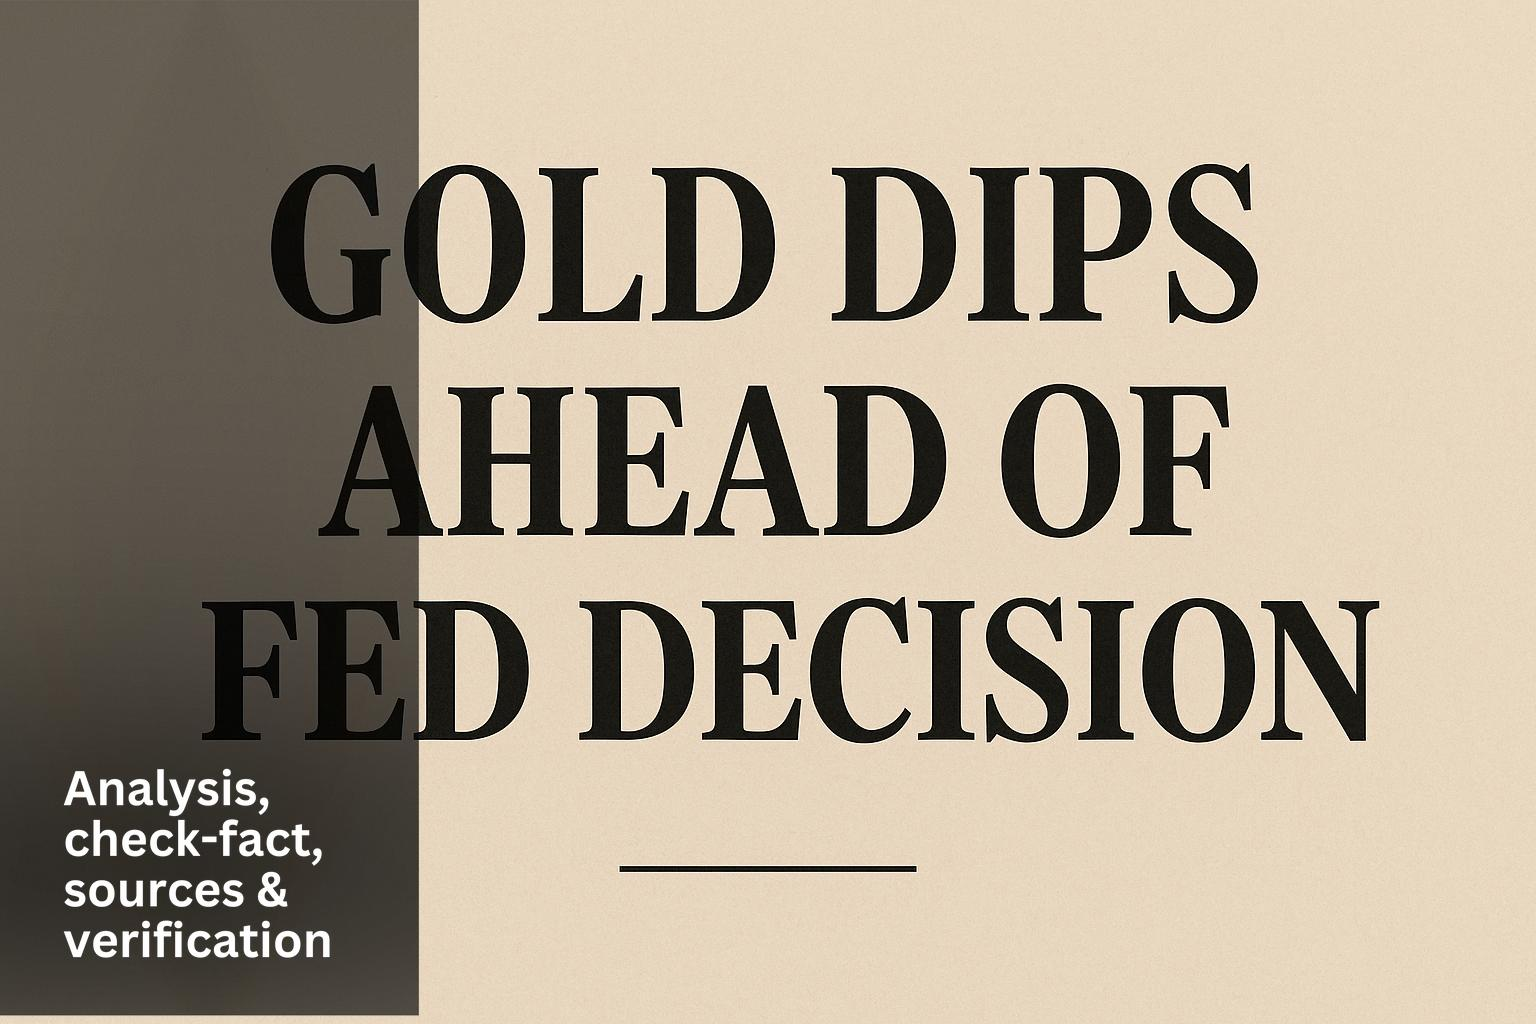 GOLD DIPS
AHEAD OF
FED DECISION
Analysis,
check-fact,
sources &
verification